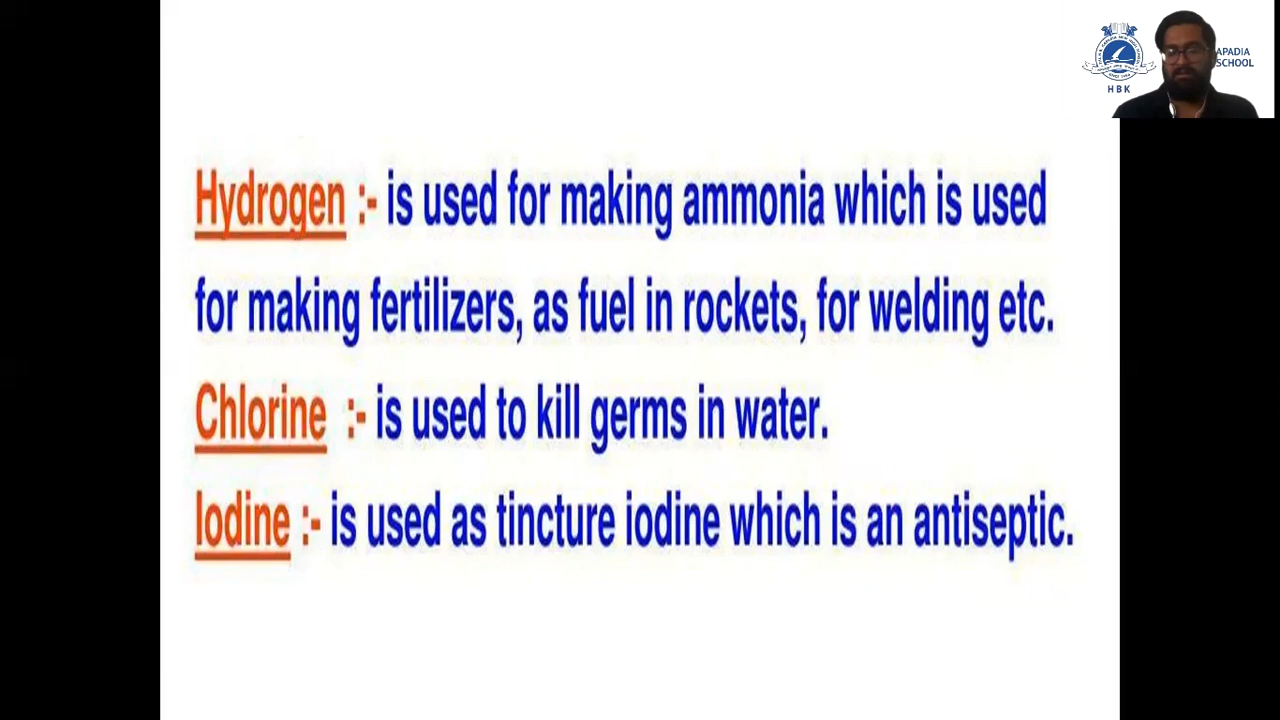 APADIA
SCHOOL
HBK
Hydrogen :- is used for making ammonia which is used
for making fertilizers, as fuel in rockets, for welding etc.
Chlorine :- is used to kill germs in water.
Iodine :- is used as tincture iodine which is an antiseptic.